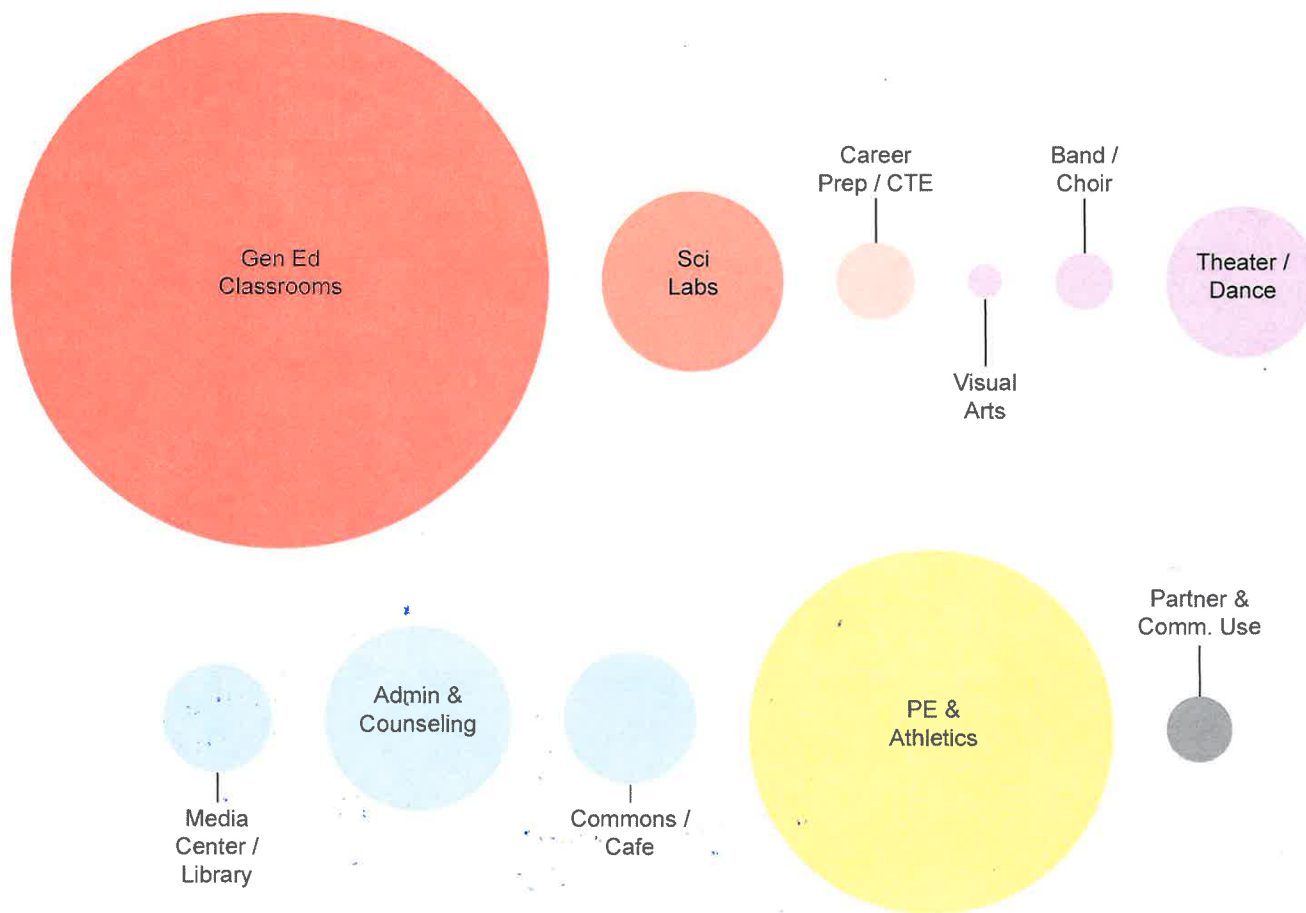 Gen Ed
Classrooms
Sci
Labs
Career
Prep / CTE
Visual
Arts
Band /
Choir
Theater /
Dance
Media
Center /
Library
Admin &
Counseling
Commons /
Cafe
PE &
Athletics
Partner &
Comm. Use